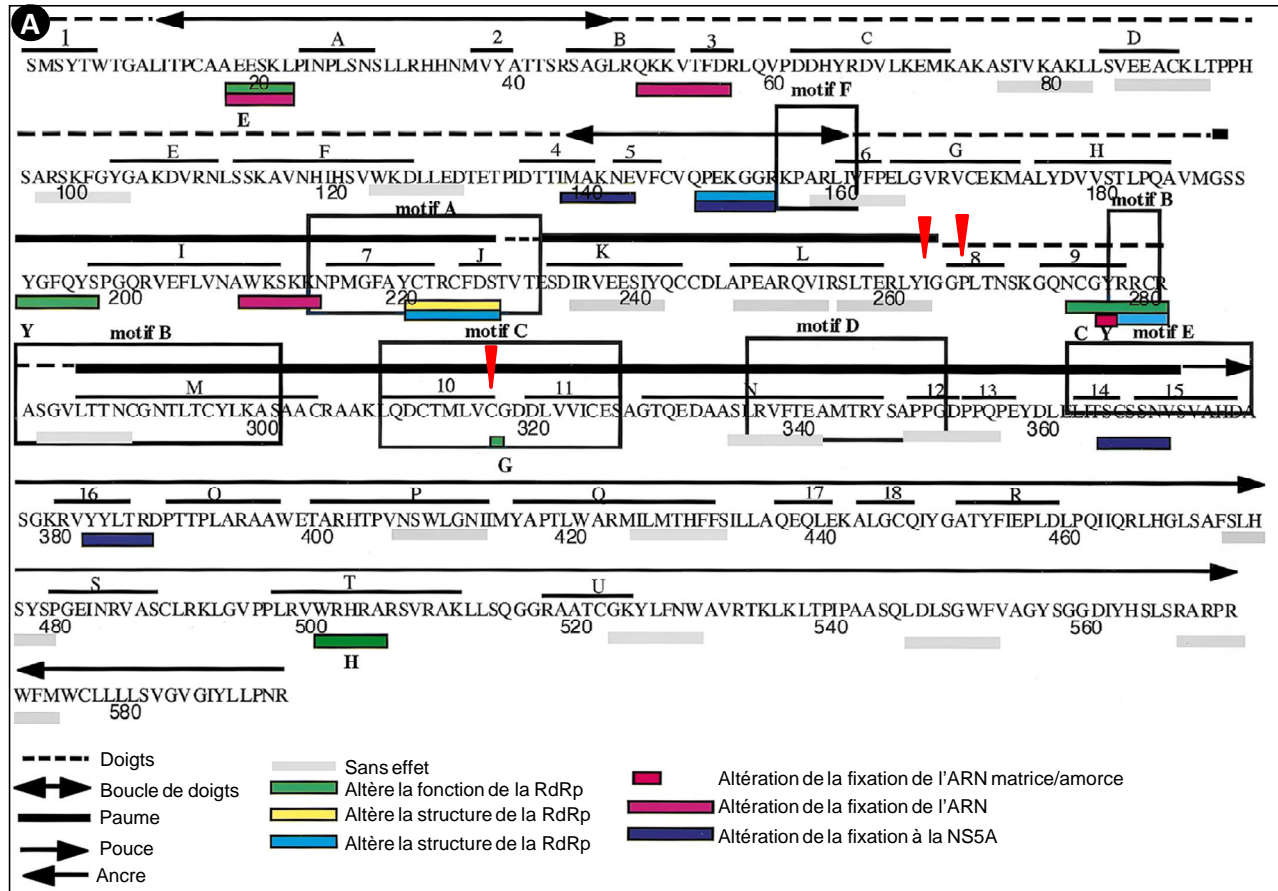 A
1 A 2 B 3 C D
SMSYTWTGALITPCAAEESKLPINPLSNSLLRHHNMVYATTSRSAGLRQKKVTFDRLQVPDDHYRDVLKEMKAKASTVKAKLLSVEEACKLTPPH
20 40 60 80
E motif F
E F 4 5 6 G H
SARSKFGYGAKDVRNLSSKAVNHIHSVWKDLLEDTETPIDTTIMAKNEVFCVQPEKGGRKPARLIVFPELGVRVCEKMALYDVVSTLPQAVMGSS
100 120 140 160 180
motif A motif B
I 7 J K L 8 9
YGFQYSPGQRVEFLVNAWKSKKNPMGFAYCTRCFDSTVTESDIRVEESIYQCCDLAPEARQVIRSLTERLYIGGPLTNSKGQNCGYRRCR
200 220 240 260 280
Y motif B motif C motif D C Y motif E
M 10 11 N 12 13 14 15
ASGVLTTNCGNTLTCYLKASAACRAAKLQDCTMLVCGDDLVVICESAGTQEDAASLRVFTEAMTRYSAPPGDPPQPEYDLELITSCSSNVSVAHDA
300 320 340 360
G
16 O P Q 17 18 R
SGKRVYYLTRDPTTPLARAAWETARHTPVNSWLGNIIMYAPTLWARMILMTHFFSILLAQEQLEKALGCQIYGATYFIEPLDLPQIIQRLHGLSAFSLH
380 400 420 440 460
S T U
SYSPGEINRVASCLRKLGVPPLRVWRHRARSVRAKLLSQGGRAATCGKYLFNWAVRTKLKLTPIPAASQLDLSGWFVAGYSGGDIYHSLSRARPR
480 500 520 540 560
H
WFMWCLLLLSVGVGIYLLPNR
580
Doigts
Boucle de doigts
Paume
Pouce
Ancre
Sans effet
Altère la fonction de la RdRp
Altère la structure de la RdRp
Altère la structure de la RdRp
Altération de la fixation de l'ARN matrice/amorce
Altération de la fixation de l'ARN
Altération de la fixation à la NS5A